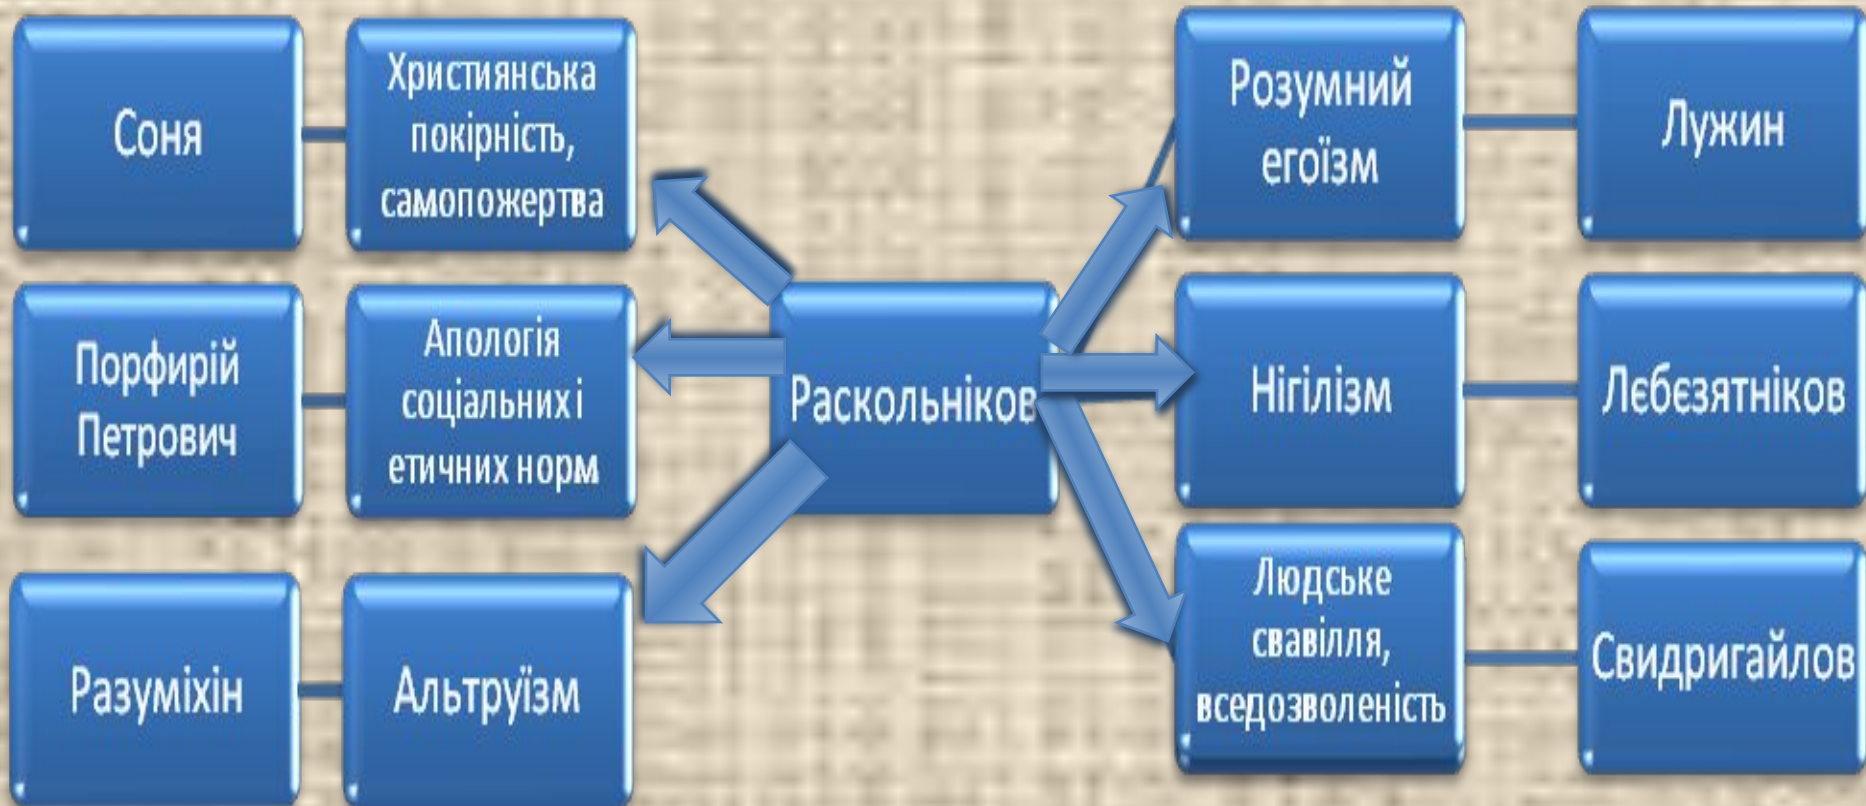 Соня
Християнська
покірність,
самопожертва
Розумний
егоїзм
Лужин
Порфирій
Петрович
Апологія
соціальних і
етичних норм
Раскольніков
Нігілізм
Лєбєзятніков
Разуміхін
Альтруїзм
Людське
свавілля,
вседозволеність
Свидригайлов